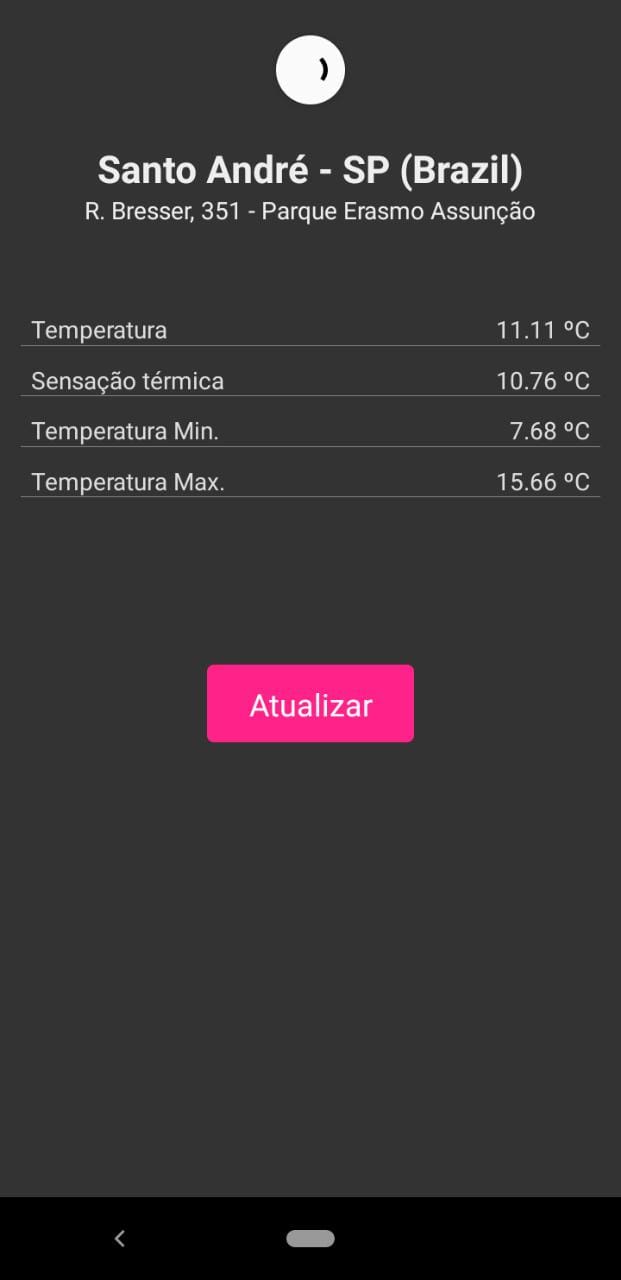 Santo André - SP (Brazil)
R. Bresser, 351 - Parque Erasmo Assunção
Temperatura 11.11 ºC
Sensação térmica 10.76 ºC
Temperatura Min. 7.68 ºC
Temperatura Max. 15.66 ºC
Atualizar